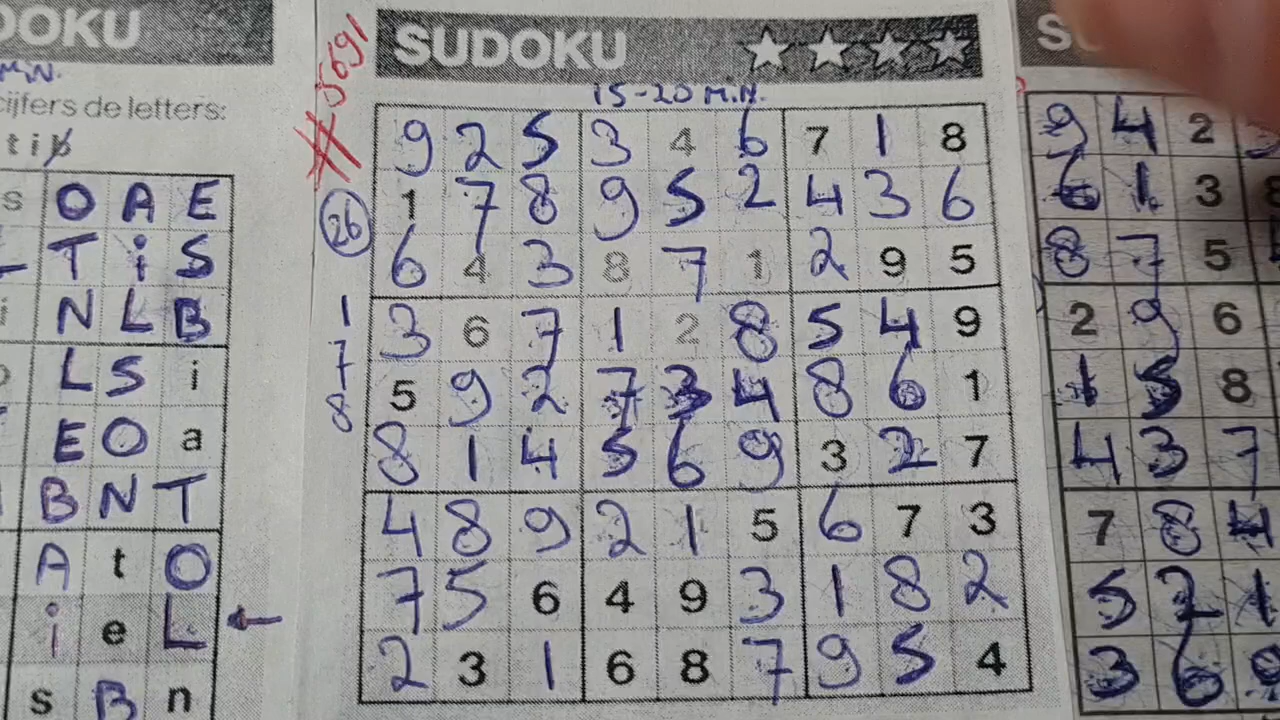 DOKU
SUDOKU
MIN.
15-20 MIN.
cijfers de letters:
t i b
#5691
26
1
7
8
s O A E
T i S
i N L B
L S i
E O a
B N T
A t O
i e L
s B n
9 2 5 3 4 6 7 1 8
1 7 8 9 5 2 4 3 6
6 4 3 8 7 1 2 9 5
3 6 7 1 2 8 5 4 9
5 9 2 7 3 4 8 6 1
8 1 4 5 6 9 3 2 7
4 8 9 2 1 5 6 7 3
7 5 6 4 9 3 1 8 2
2 3 1 6 8 7 9 5 4
9 4 2
6 1 3
8 7 5
2 9 6
1 5 8
4 3 7
7 8 4
5 2 1
3 6 9